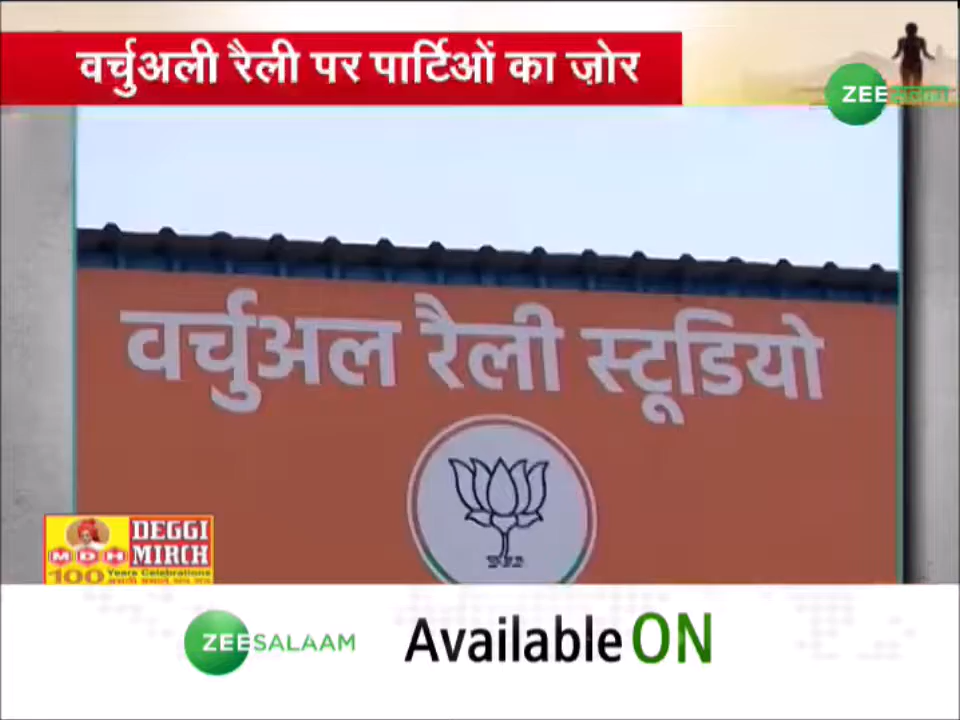 वर्चुअली रैली पर पार्टिओं का ज़ोर
ZEE
वर्चुअल रैली स्टूडियो
DEGGI
MDH MIRCH
100 Years Celebrations
ZEESALAAM Available ON